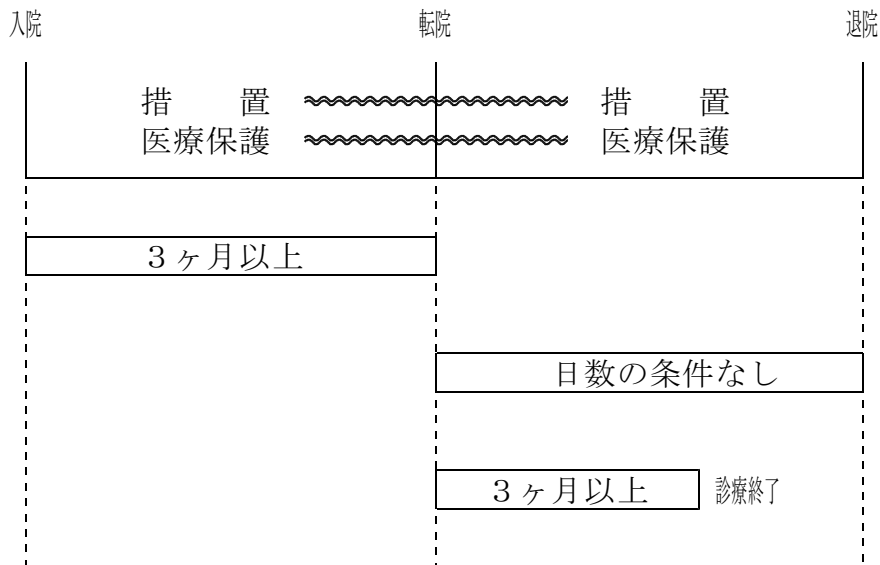 入院 転院 退院
措 置 措 置
医療保護 医療保護
３ヶ月以上
日数の条件なし
３ヶ月以上 診療終了